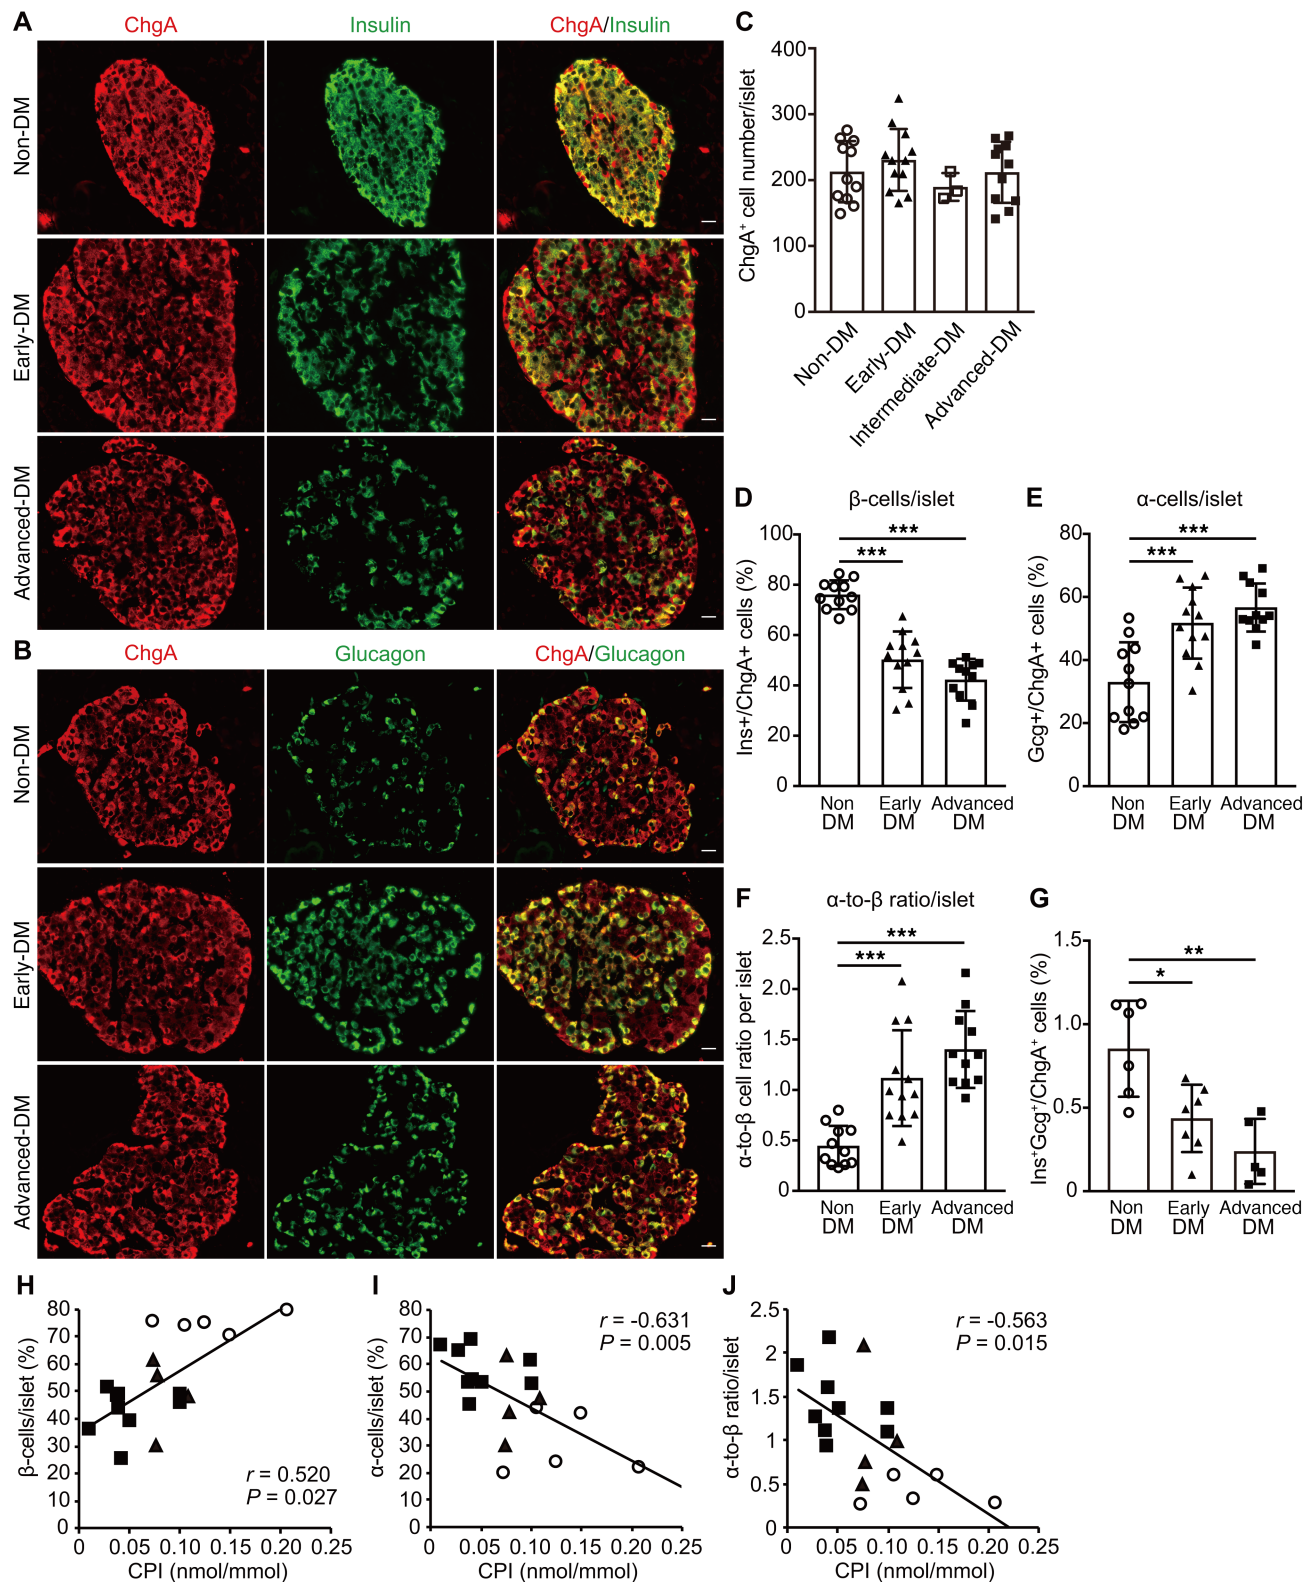 A
ChgA
Insulin
ChgA/Insulin
Non-DM
Early-DM
Advanced-DM
B
ChgA
Glucagon
ChgA/Glucagon
Non-DM
Early-DM
Advanced-DM
C
ChgA⁺ cell number/islet
400
300
200
100
0
Non-DM
Early-DM
Intermediate-DM
Advanced-DM
D
β-cells/islet
Ins+/ChgA+ cells (%)
100
80
60
40
20
0
***
***
Non DM
Early DM
Advanced DM
E
α-cells/islet
Gcg+/ChgA+ cells (%)
80
60
40
20
0
***
***
Non DM
Early DM
Advanced DM
F
α-to-β ratio/islet
α-to-β cell ratio per islet
2.5
2.0
1.5
1.0
0.5
0
***
***
Non DM
Early DM
Advanced DM
G
Ins⁺Gcg⁺/ChgA⁺ cells (%)
1.5
1.0
0.5
0
**
*
Non DM
Early DM
Advanced DM
H
β-cells/islet (%)
80
70
60
50
40
30
20
10
0
r = 0.520
P = 0.027
0 0.05 0.10 0.15 0.20 0.25
CPI (nmol/mmol)
I
α-cells/islet (%)
80
70
60
50
40
30
20
10
0
r = -0.631
P = 0.005
0 0.05 0.10 0.15 0.20 0.25
CPI (nmol/mmol)
J
α-to-β ratio/islet
2.5
2
1.5
1
0.5
0
r = -0.563
P = 0.015
0 0.05 0.10 0.15 0.20 0.25
CPI (nmol/mmol)